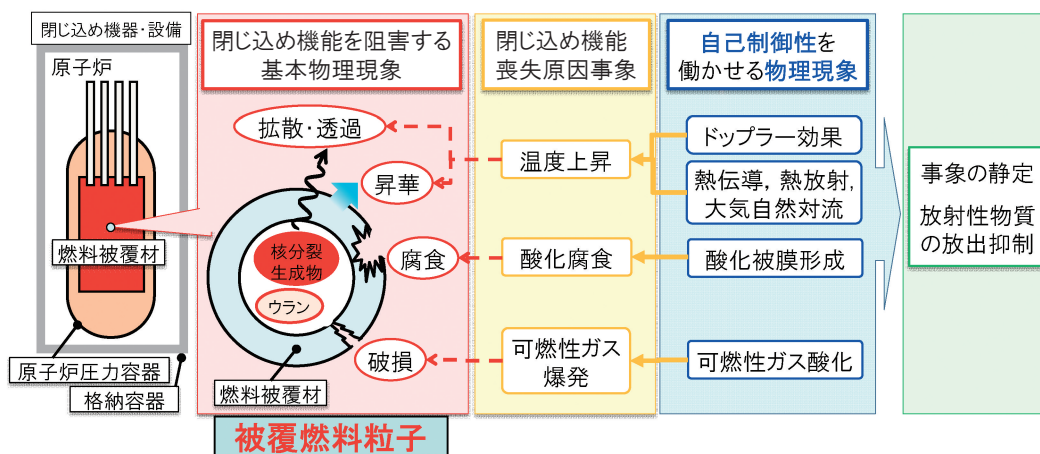 閉じ込め機器・設備
原子炉
燃料被覆材
原子炉圧力容器
格納容器
閉じ込め機能を阻害する
基本物理現象
拡散・透過
昇華
核分裂
生成物
ウラン
腐食
破損
燃料被覆材
被覆燃料粒子
閉じ込め機能
喪失原因事象
温度上昇
酸化腐食
可燃性ガス
爆発
自己制御性を
働かせる物理現象
ドップラー効果
熱伝導，熱放射，
大気自然対流
酸化被膜形成
可燃性ガス酸化
事象の静定
放射性物質
の放出抑制